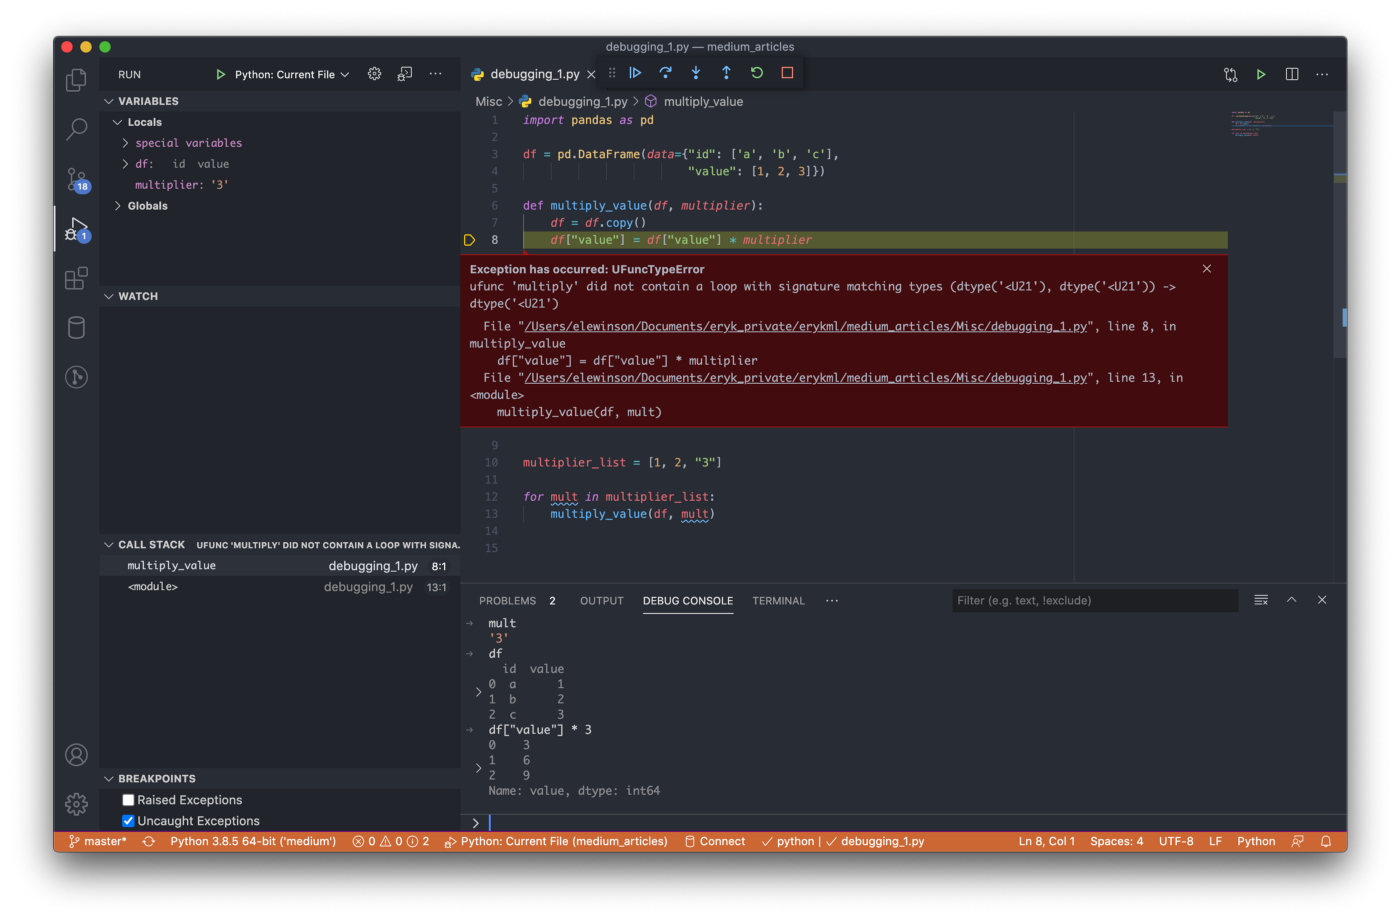 debugging_1.py — medium_articles
RUN
Python: Current File
VARIABLES
Locals
special variables
df: id value
multiplier: '3'
Globals
WATCH
CALL STACK UFUNC 'MULTIPLY' DID NOT CONTAIN A LOOP WITH SIGNA.
multiply_value debugging_1.py 8:1
<module> debugging_1.py 13:1
BREAKPOINTS
Raised Exceptions
Uncaught Exceptions
18
1
debugging_1.py
Misc > debugging_1.py > multiply_value
1 import pandas as pd
2
3 df = pd.DataFrame(data={"id": ['a', 'b', 'c'],
4 "value": [1, 2, 3]})
5
6 def multiply_value(df, multiplier):
7 df = df.copy()
8 df["value"] = df["value"] * multiplier
Exception has occurred: UFuncTypeError
ufunc 'multiply' did not contain a loop with signature matching types (dtype('<U21'), dtype('<U21')) ->
dtype('<U21')
File "/Users/elewinson/Documents/eryk_private/erykml/medium_articles/Misc/debugging_1.py", line 8, in
multiply_value
df["value"] = df["value"] * multiplier
File "/Users/elewinson/Documents/eryk_private/erykml/medium_articles/Misc/debugging_1.py", line 13, in
<module>
multiply_value(df, mult)
9
10 multiplier_list = [1, 2, "3"]
11
12 for mult in multiplier_list:
13 multiply_value(df, mult)
14
15
PROBLEMS 2 OUTPUT DEBUG CONSOLE TERMINAL ··· Filter (e.g. text, !exclude)
mult
'3'
df
id value
0 a 1
1 b 2
2 c 3
df["value"] * 3
0 3
1 6
2 9
Name: value, dtype: int64
master* Python 3.8.5 64-bit ('medium') 0 0 2 Python: Current File (medium_articles) Connect ✓ python | ✓ debugging_1.py Ln 8, Col 1 Spaces: 4 UTF-8 LF Python